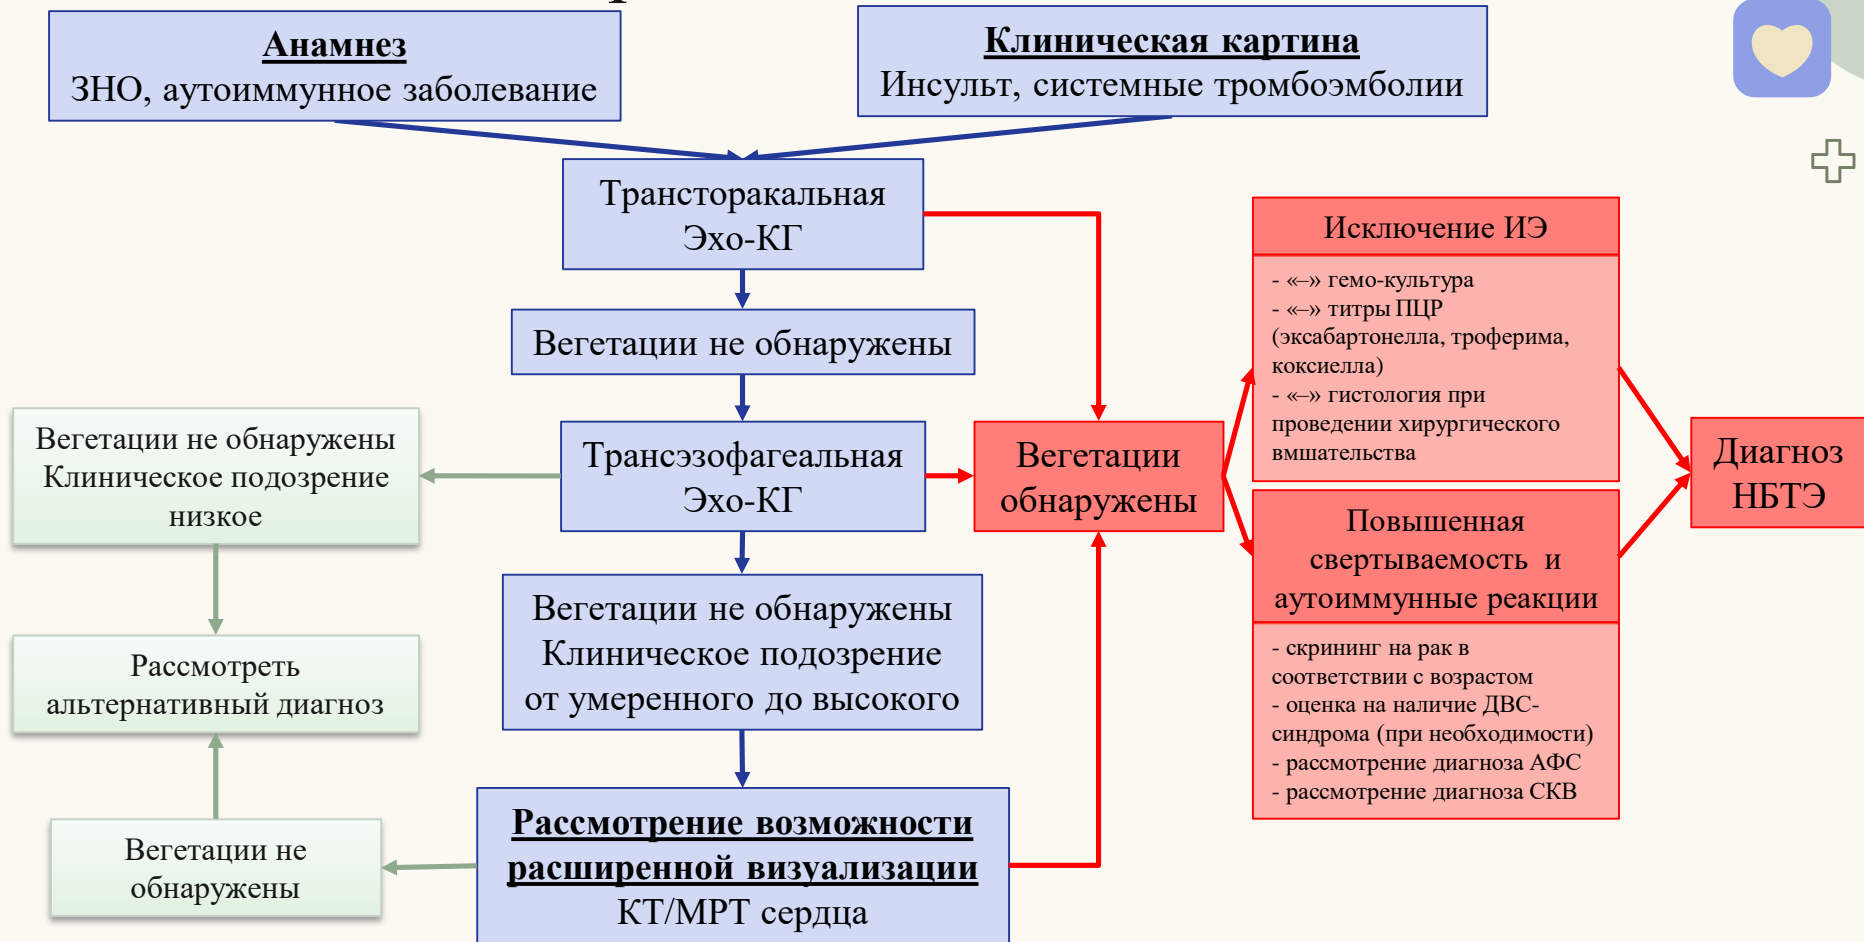 Анамнез
ЗНО, аутоиммунное заболевание
Клиническая картина
Инсульт, системные тромбоэмболии
Трансторакальная
Эхо-КГ
Вегетации не обнаружены
Трансэзофагеальная
Эхо-КГ
Вегетации не обнаружены
Клиническое подозрение
низкое
Рассмотреть
альтернативный диагноз
Вегетации не
обнаружены
Вегетации не обнаружены
Клиническое подозрение
от умеренного до высокого
Рассмотрение возможности
расширенной визуализации
КТ/МРТ сердца
Вегетации
обнаружены
Исключение ИЭ
- «–» гемо-культура
- «–» титры ПЦР
(эксабартонелла, троферима,
коксиелла)
- «–» гистология при
проведении хирургического
вмшательства
Повышенная
свертываемость и
аутоиммунные реакции
- скрининг на рак в
соответствии с возрастом
- оценка на наличие ДВС-
синдрома (при необходимости)
- рассмотрение диагноза АФС
- рассмотрение диагноза СКВ
Диагноз
НБТЭ